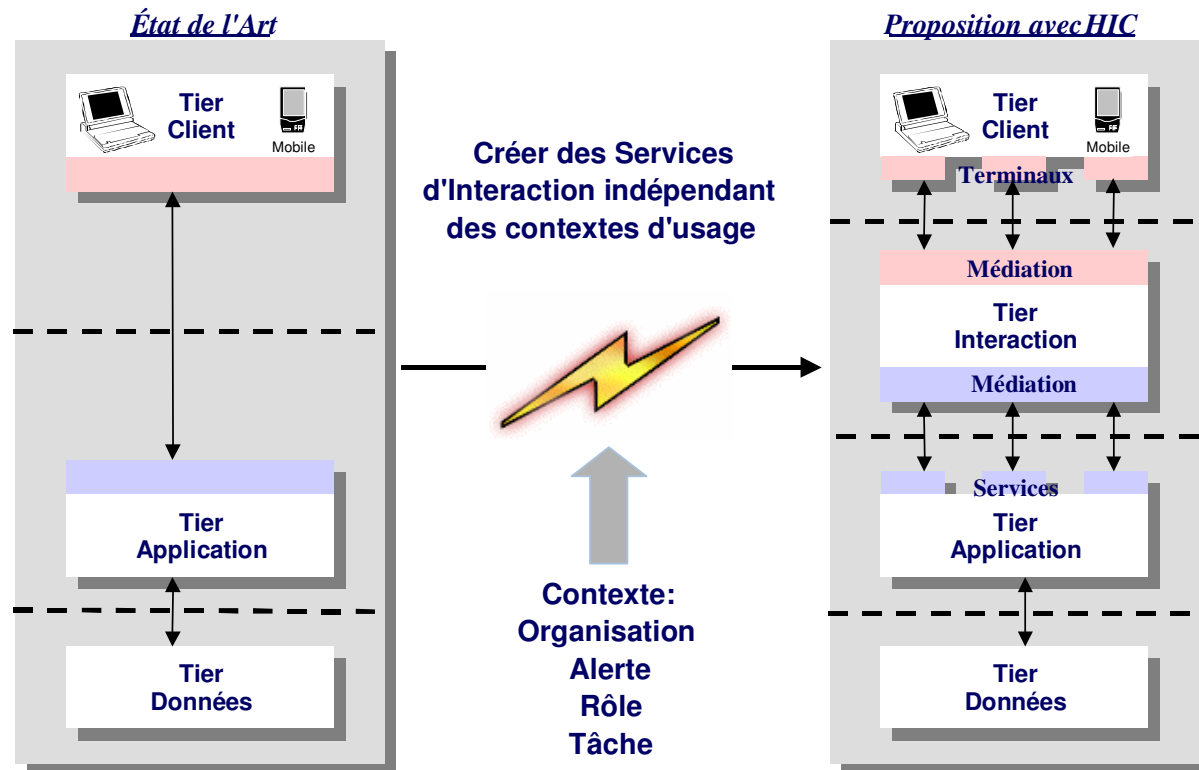 État de l'Art
Tier
Client
Mobile
Tier
Application
Tier
Données
Créer des Services
d'Interaction indépendant
des contextes d'usage
Contexte:
Organisation
Alerte
Rôle
Tâche
Proposition avec HIC
Tier
Client
Mobile
Terminaux
Médiation
Tier
Interaction
Médiation
Services
Tier
Application
Tier
Données